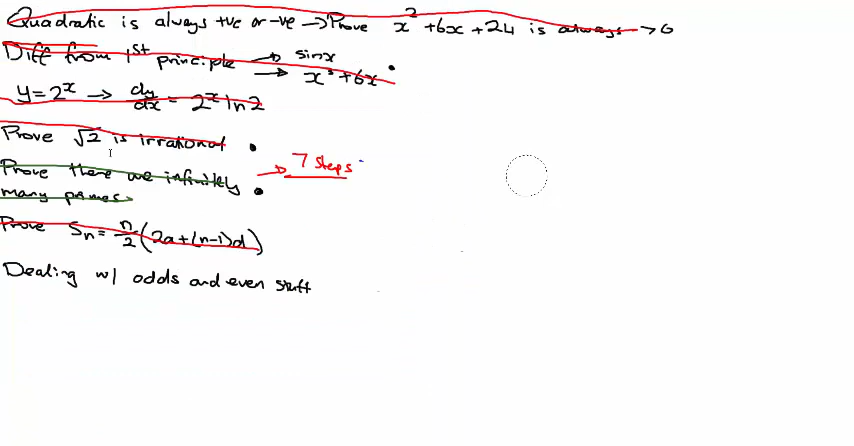 Quadratic is always +ve or -ve → Prove x² + 6x + 24 is always > 0
Diff from 1st principle → sinx
→ x³ + 6x
y = 2ˣ → dy/dx = 2ˣ ln 2
Prove √2 is irrational
→ 7 steps
Prove there are infinitely
many primes
Prove Sn = n/2 (2a + (n-1)d)
Dealing w/ odds and even stuff